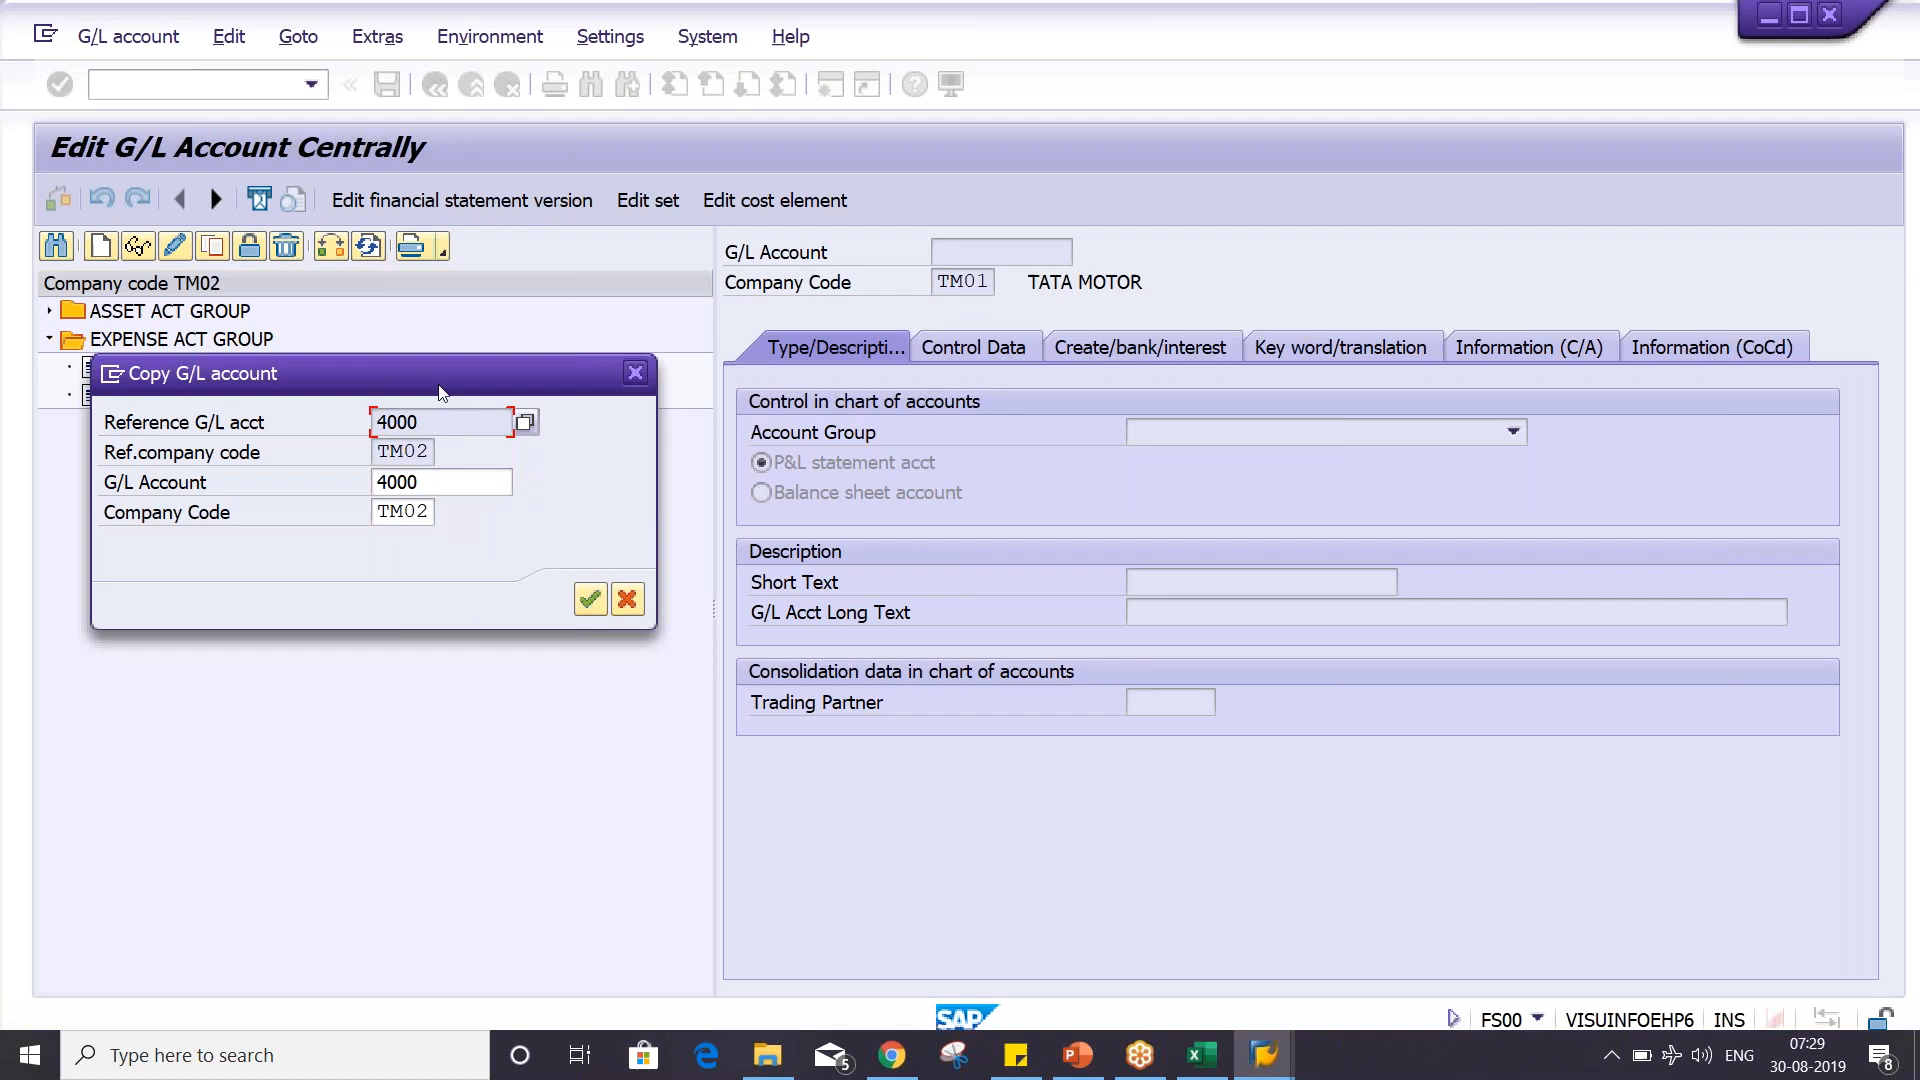 G/L account Edit Goto Extras Environment Settings System Help
Edit G/L Account Centrally
Edit financial statement version Edit set Edit cost element
Company code TM02
ASSET ACT GROUP
EXPENSE ACT GROUP
Copy G/L account
Reference G/L acct 4000
Ref.company code TM02
G/L Account 4000
Company Code TM02
G/L Account
Company Code TM01 TATA MOTOR
Type/Descripti... Control Data Create/bank/interest Key word/translation Information (C/A) Information (CoCd)
Control in chart of accounts
Account Group
P&L statement acct
Balance sheet account
Description
Short Text
G/L Acct Long Text
Consolidation data in chart of accounts
Trading Partner
SAP
FS00 VISUINFOEHP6 INS
Type here to search
5
ENG
07:29
30-08-2019
8